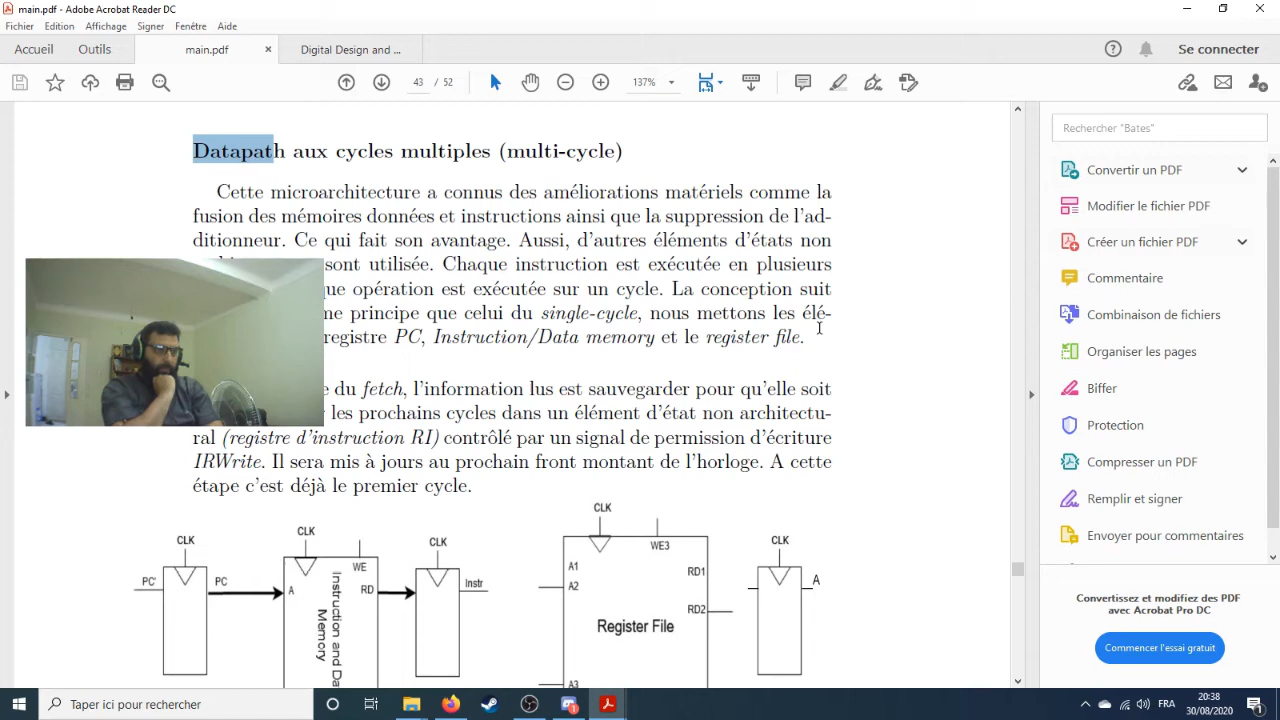 main.pdf - Adobe Acrobat Reader DC
Fichier Edition Affichage Signer Fenêtre Aide
Accueil Outils main.pdf × Digital Design and ... Se connecter
43 / 52 137%
Datapath aux cycles multiples (multi-cycle)
Cette microarchitecture a connus des améliorations matériels comme la
fusion des mémoires données et instructions ainsi que la suppression de l'ad-
ditionneur. Ce qui fait son avantage. Aussi, d'autres éléments d'états non
sont utilisée. Chaque instruction est exécutée en plusieurs
que opération est exécutée sur un cycle. La conception suit
ne principe que celui du single-cycle, nous mettons les élé-
registre PC, Instruction/Data memory et le register file.
du fetch, l'information lus est sauvegarder pour qu'elle soit
les prochains cycles dans un élément d'état non architectu-
ral (registre d'instruction RI) contrôlé par un signal de permission d'écriture
IRWrite. Il sera mis à jours au prochain front montant de l'horloge. A cette
étape c'est déjà le premier cycle.
CLK CLK CLK CLK CLK
PC' PC A WE RD Instr A1 A2 A3 WE3 RD1 RD2 A
Instruction and Da
Memory
Register File
Rechercher "Bates"
Convertir un PDF
Modifier le fichier PDF
Créer un fichier PDF
Commentaire
Combinaison de fichiers
Organiser les pages
Biffer
Protection
Compresser un PDF
Remplir et signer
Envoyer pour commentaires
Convertissez et modifiez des PDF
avec Acrobat Pro DC
Commencer l'essai gratuit
Taper ici pour rechercher
FRA
20:38
30/08/2020